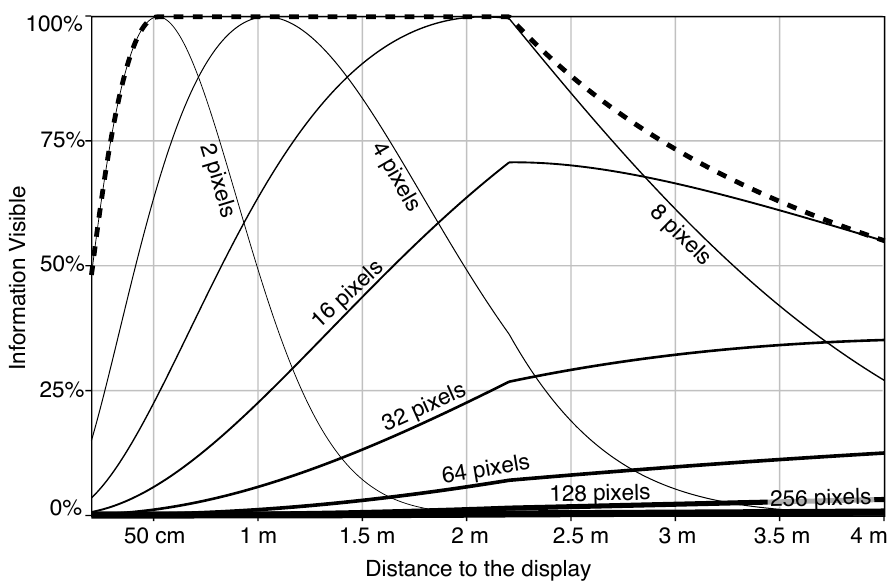 100%
75%
50%
25%
0%
Information Visible
2 pixels
4 pixels
8 pixels
16 pixels
32 pixels
64 pixels
128 pixels
256 pixels
50 cm
1 m
1.5 m
2 m
2.5 m
3 m
3.5 m
4 m
Distance to the display